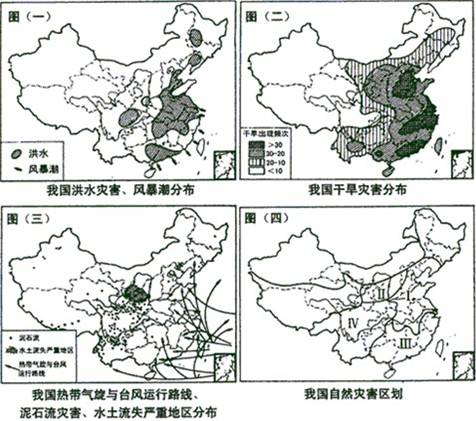 图（一）
洪水
风暴潮
我国洪水灾害、风暴潮分布
图（二）
干旱出现频次
>30
30-20
20-10
<10
我国干旱灾害分布
图（三）
泥石流
水土流失严重地区
热带气旋与台风
运行路线
我国热带气旋与台风运行路线、
泥石流灾害、水土流失严重地区分布
图（四）
I
II
III
IV
我国自然灾害区划